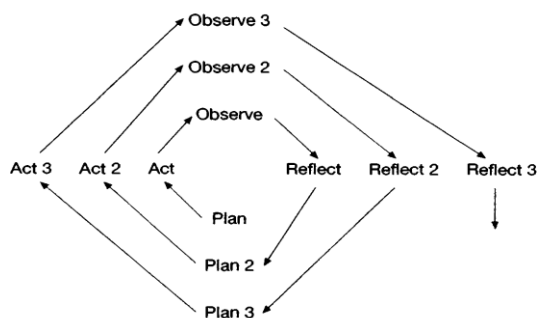 Observe 3
Observe 2
Observe
Act 3 Act 2 Act Reflect Reflect 2 Reflect 3
Plan
Plan 2
Plan 3